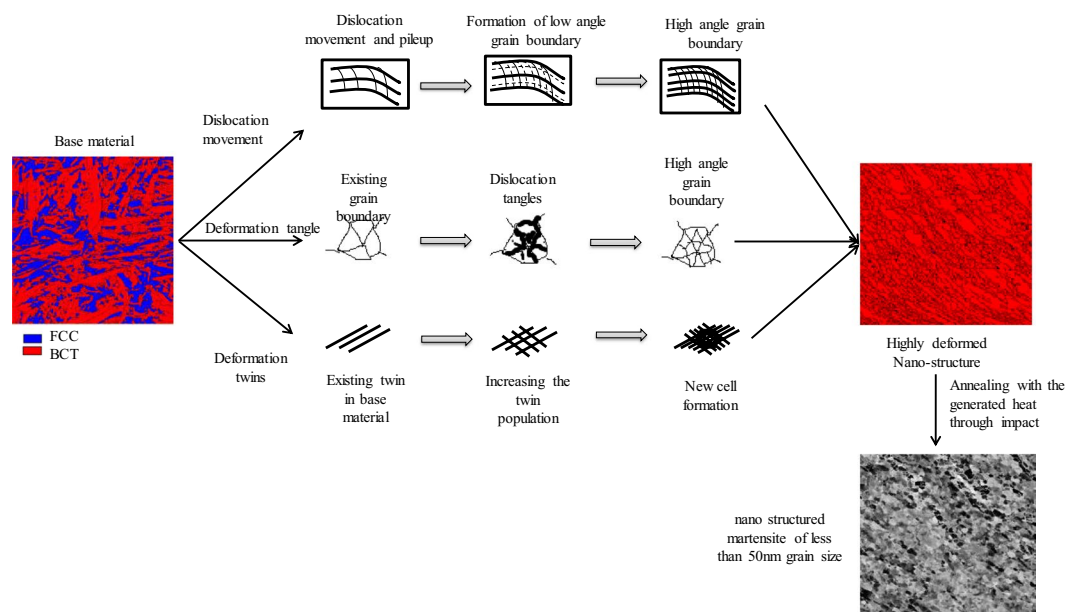 Dislocation
movement and pileup
Formation of low angle
grain boundary
High angle grain
boundary
Dislocation
movement
Base material
Existing
grain
boundary
Dislocation
tangles
High angle
grain
boundary
Deformation tangle
FCC
BCT
Deformation
twins
Existing twin
in base
material
Increasing the
twin
population
New cell
formation
Highly deformed
Nano-structure
Annealing with the
generated heat
through impact
nano structured
martensite of less
than 50nm grain size